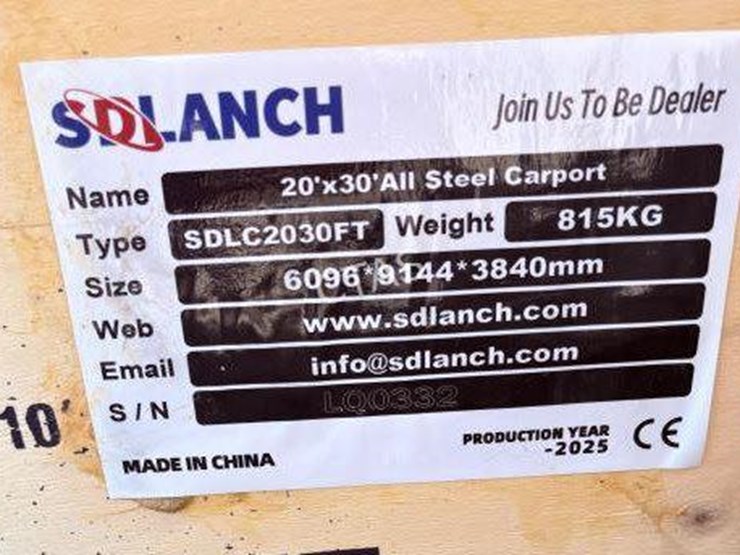 SDLANCH
Join Us To Be Dealer
Name 20'x30'All Steel Carport
Type SDLC2030FT Weight 815KG
Size 6096*9144*3840mm
Web www.sdlanch.com
Email info@sdlanch.com
S/N LQ0332
10'
MADE IN CHINA
PRODUCTION YEAR
-2025
CE